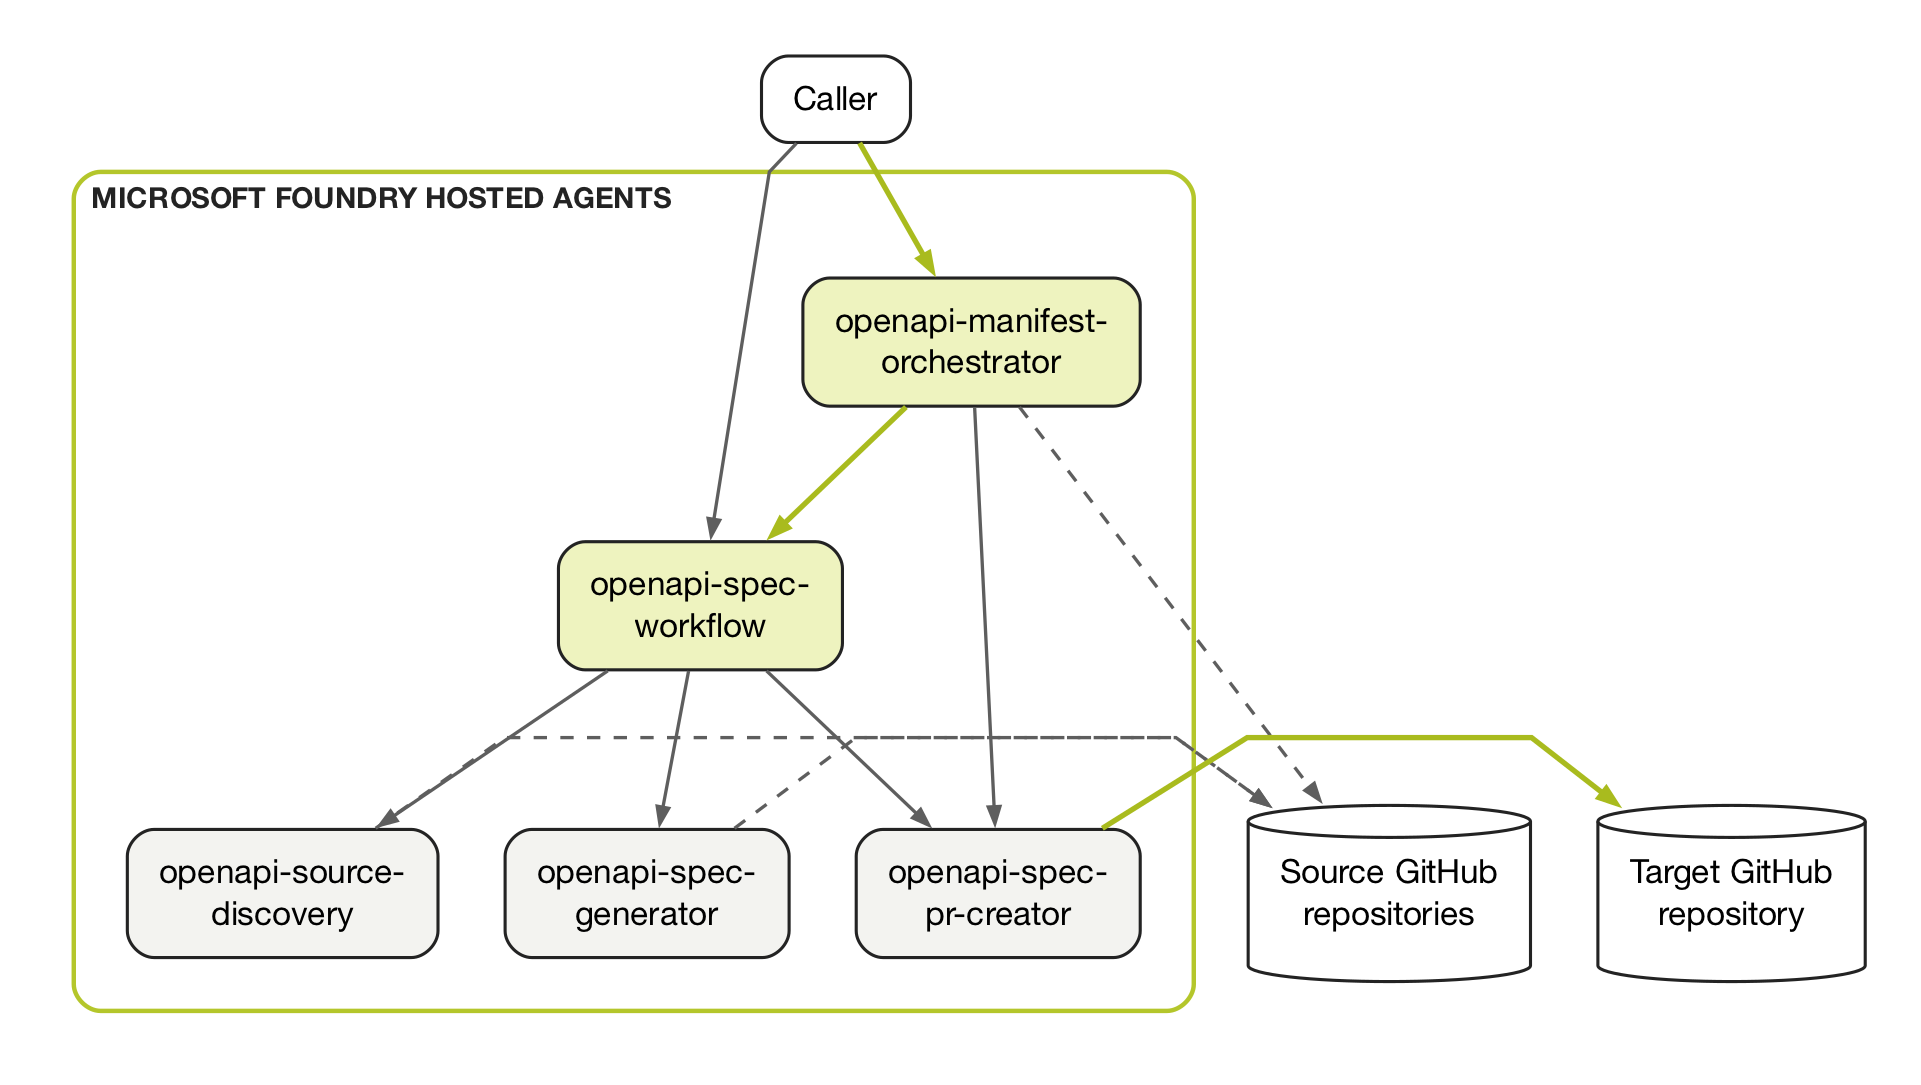 Caller
MICROSOFT FOUNDRY HOSTED AGENTS
openapi-manifest-
orchestrator
openapi-spec-
workflow
openapi-source-
discovery
openapi-spec-
generator
openapi-spec-
pr-creator
Source GitHub
repositories
Target GitHub
repository